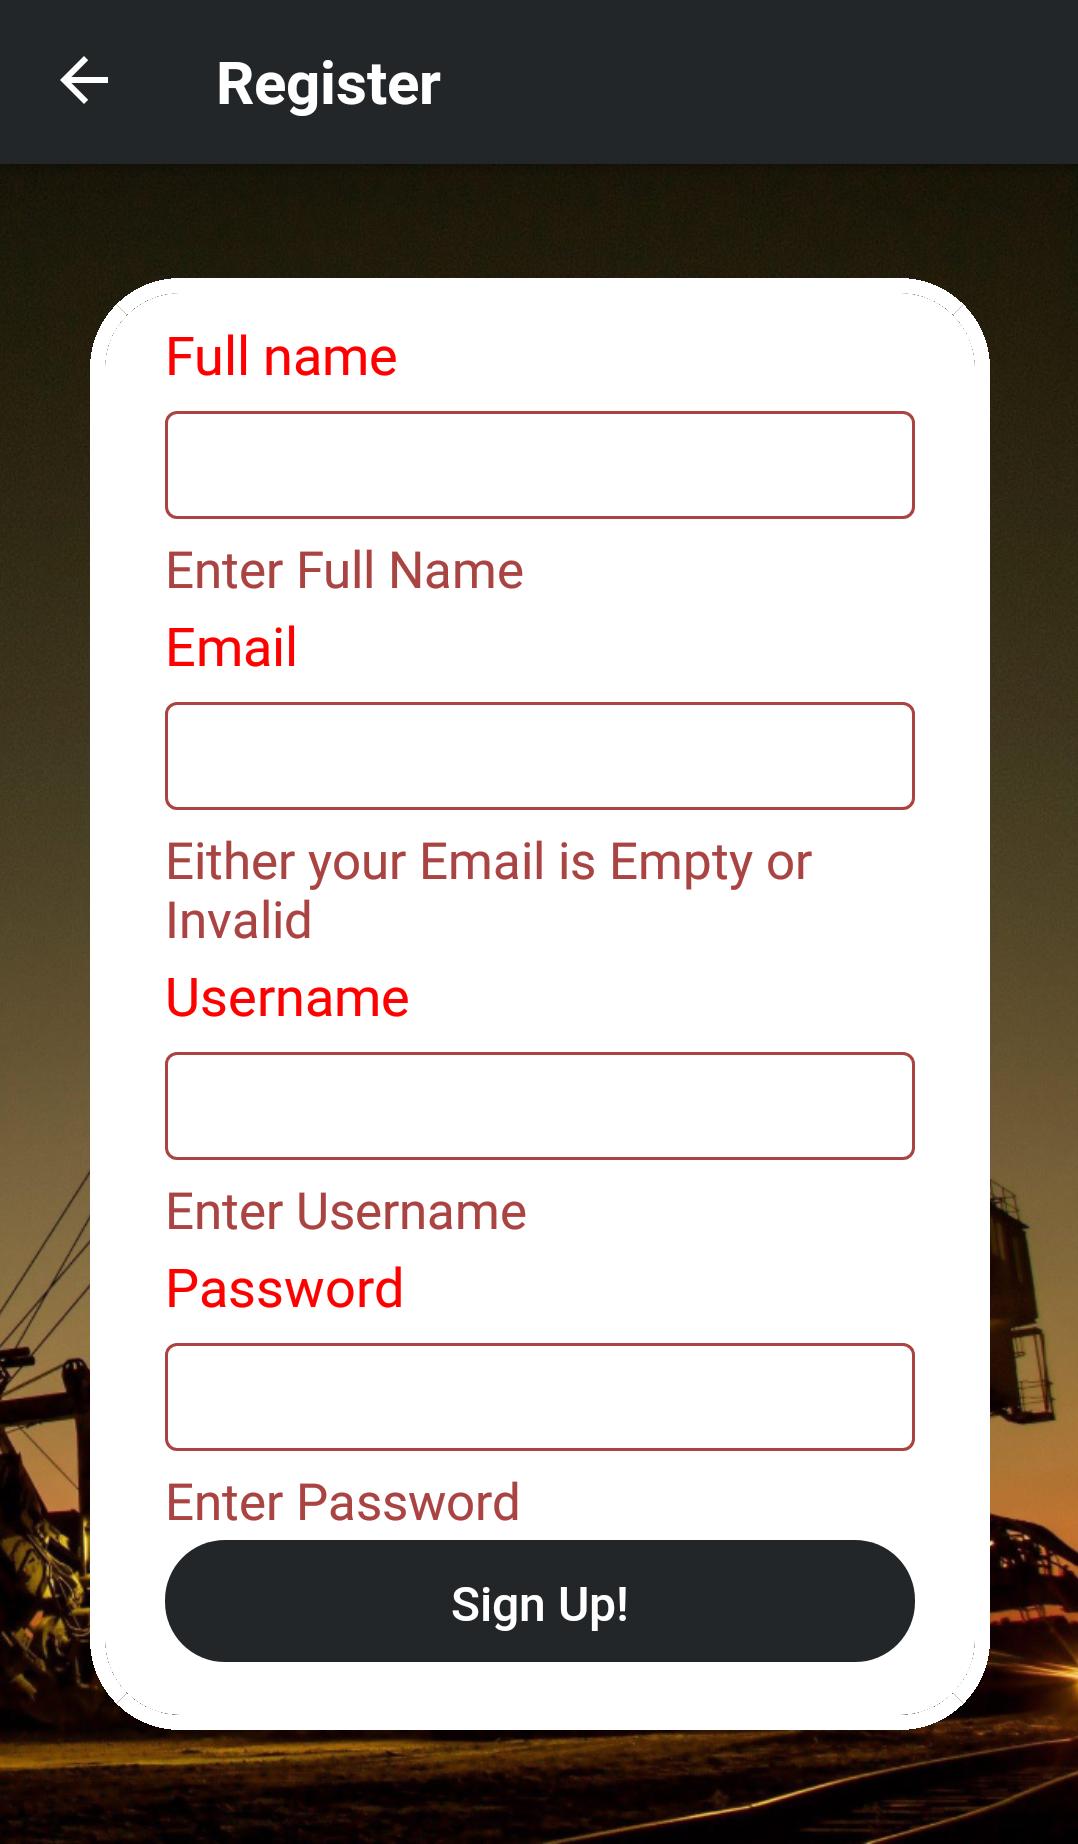 Register
Full name
Enter Full Name
Email
Either your Email is Empty or
Invalid
Username
Enter Username
Password
Enter Password
Sign Up!